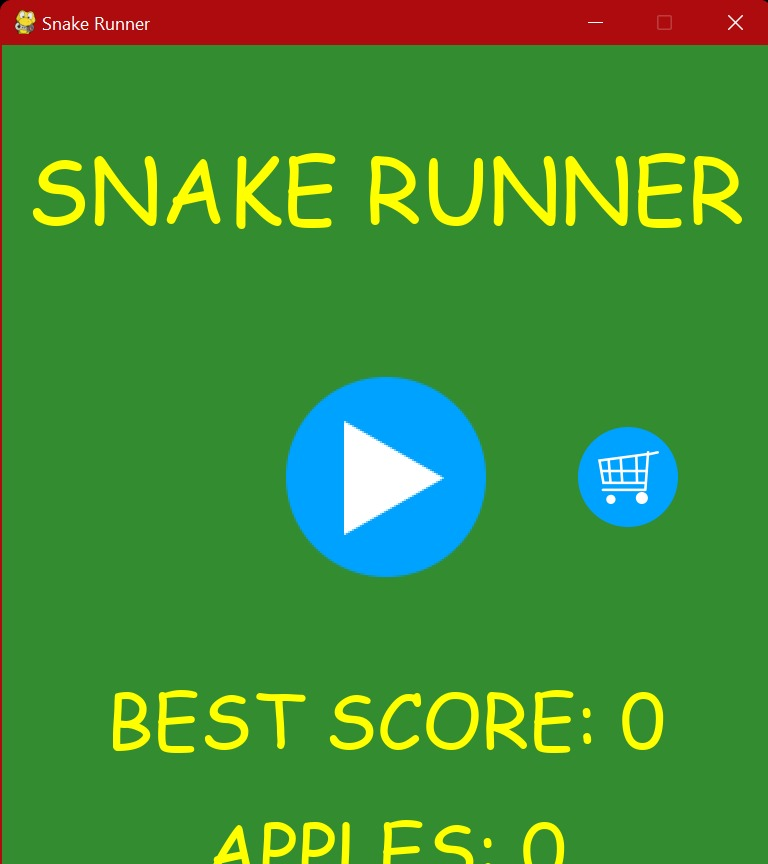 Snake Runner
SNAKE RUNNER
BEST SCORE: 0
APPLES: 0